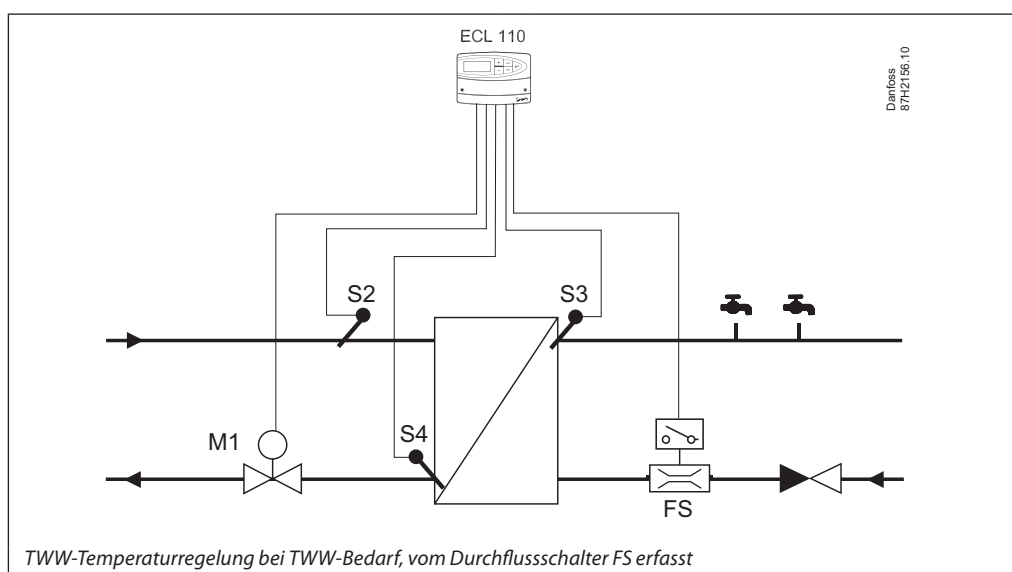 ECL 110
Danfoss
87H2156.10
S2
S3
M1
S4
FS
TWW-Temperaturregelung bei TWW-Bedarf, vom Durchflussschalter FS erfasst